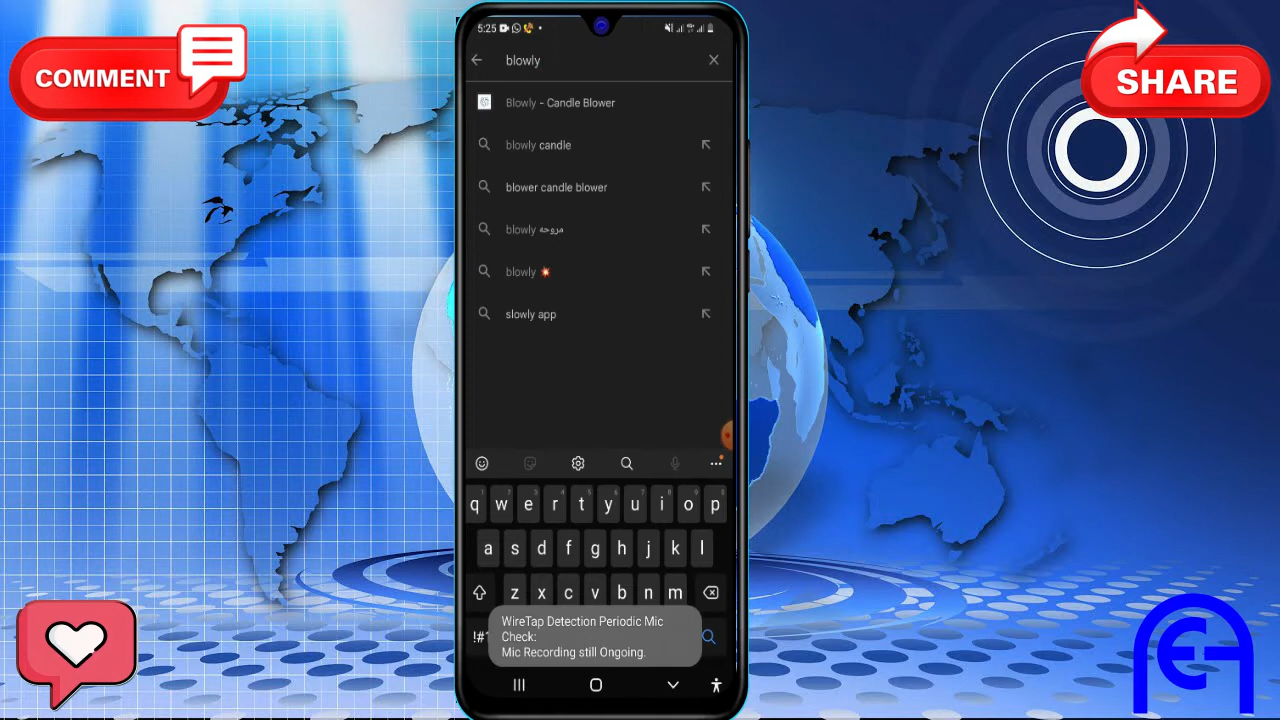 COMMENT
SHARE
5:25
blowly
Blowly - Candle Blower
blowly candle
blower candle blower
blowly مروحة
blowly 💥
slowly app
q w e r t y u i o p
a s d f g h j k l
z x c v b n m
WireTap Detection Periodic Mic
Check:
Mic Recording still Ongoing.